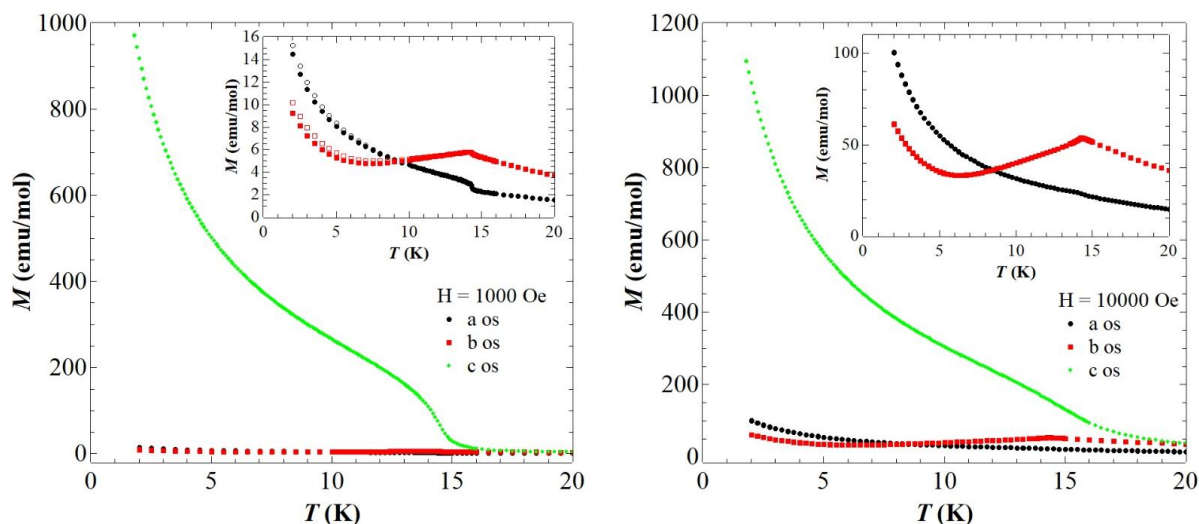 1000
800
600
400
200
0
M (emu/mol)
16
14
12
10
8
6
4
2
0
M (emu/mol)
0 5 10 15 20
T (K)
H = 1000 Oe
a os
b os
c os
0 5 10 15 20
T (K)
1200
1000
800
600
400
200
0
M (emu/mol)
100
50
0
M (emu/mol)
0 5 10 15 20
T (K)
H = 10000 Oe
a os
b os
c os
0 5 10 15 20
T (K)